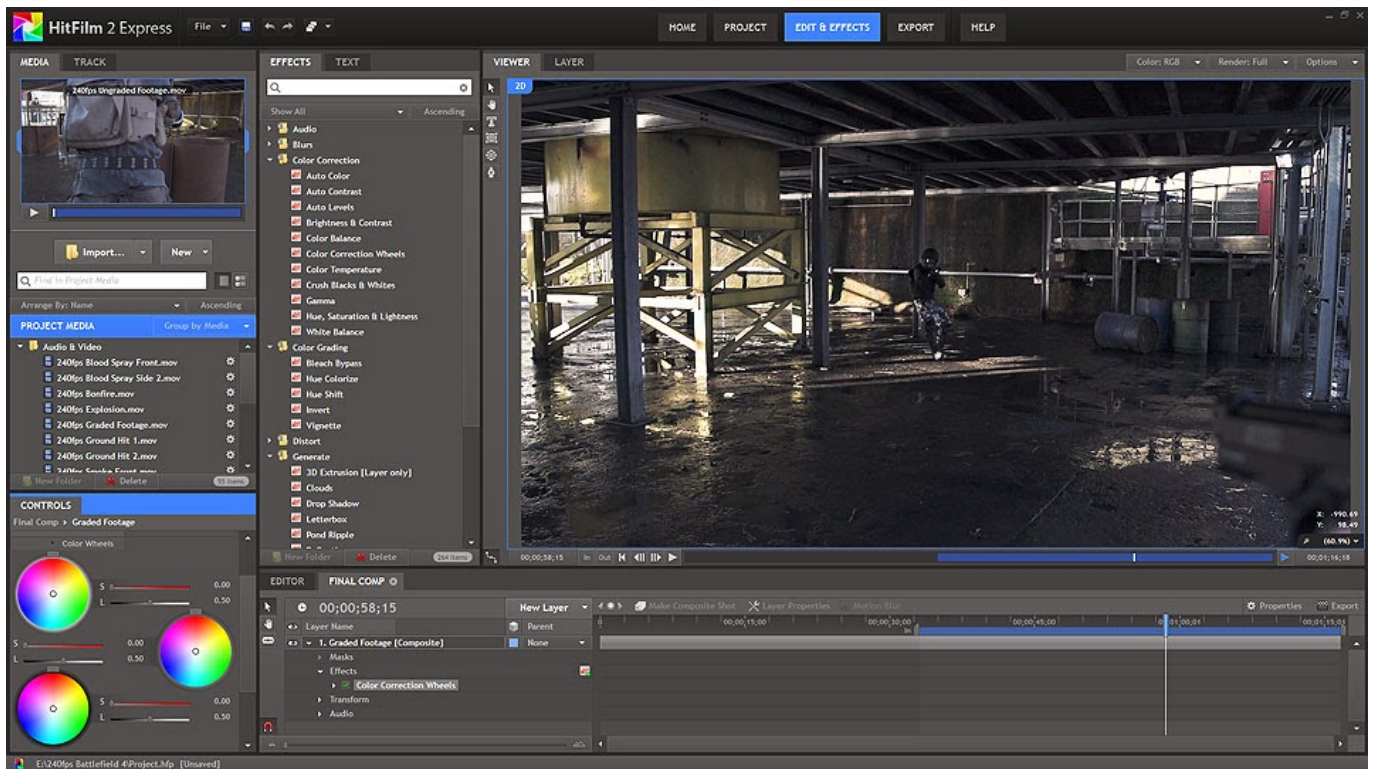 HitFilm 2 Express File
HOME PROJECT EDIT & EFFECTS EXPORT HELP
MEDIA TRACK
240fps Ungraded Footage.mov
Import... New
Find in Project Media
Arrange By: Name Ascending
PROJECT MEDIA Group by Media
Audio & Video
240fps Blood Spray Front.mov
240fps Blood Spray Side 2.mov
240fps Bonfire.mov
240fps Explosion.mov
240fps Graded Footage.mov
240fps Ground Hit 1.mov
240fps Ground Hit 2.mov
240fps Smoke Front.mov
New Folder Delete 55 items
CONTROLS
Final Comp > Graded Footage
Color Wheels
S 0.00
L 0.50
S 0.00
L 0.50
S 0.00
L 0.50
EFFECTS TEXT
Show All Ascending
Audio
Blurs
Color Correction
Auto Color
Auto Contrast
Auto Levels
Brightness & Contrast
Color Balance
Color Correction Wheels
Color Temperature
Crush Blacks & Whites
Gamma
Hue, Saturation & Lightness
White Balance
Color Grading
Bleach Bypass
Hue Colorize
Hue Shift
Invert
Vignette
Distort
Generate
3D Extrusion [Layer only]
Clouds
Drop Shadow
Letterbox
Pond Ripple
New Folder Delete 264 items
VIEWER LAYER Color: RGB Render: Full Options
2D
X: -990.69
Y: 98.49
(60.9%)
00;00;58;15 In Out 00;01;16;18
EDITOR FINAL COMP
00;00;58;15 New Layer Make Composite Shot Layer Properties Motion Blur Properties Export
Layer Name Parent 0 00;00;15;00 00;00;30;00 00;00;45;00 00;01;00;01 00;01;15;01
In
1. Graded Footage [Composite] None
Masks
Effects
Color Correction Wheels
Transform
Audio
E:\240fps Battlefield 4\Project.hfp [Unsaved]